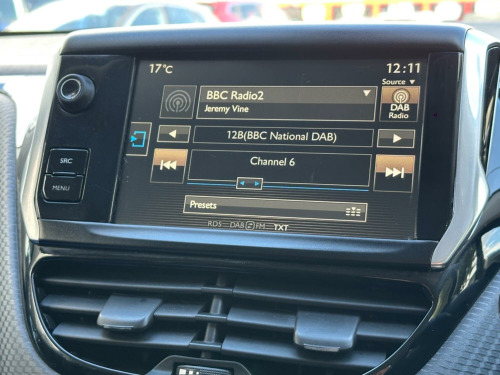 17°C
12:11
Source ▼
BBC Radio2
Jeremy Vine
DAB
Radio
12B(BBC National DAB)
SRC
Channel 6
MENU
Presets
RDS DAB FM TXT